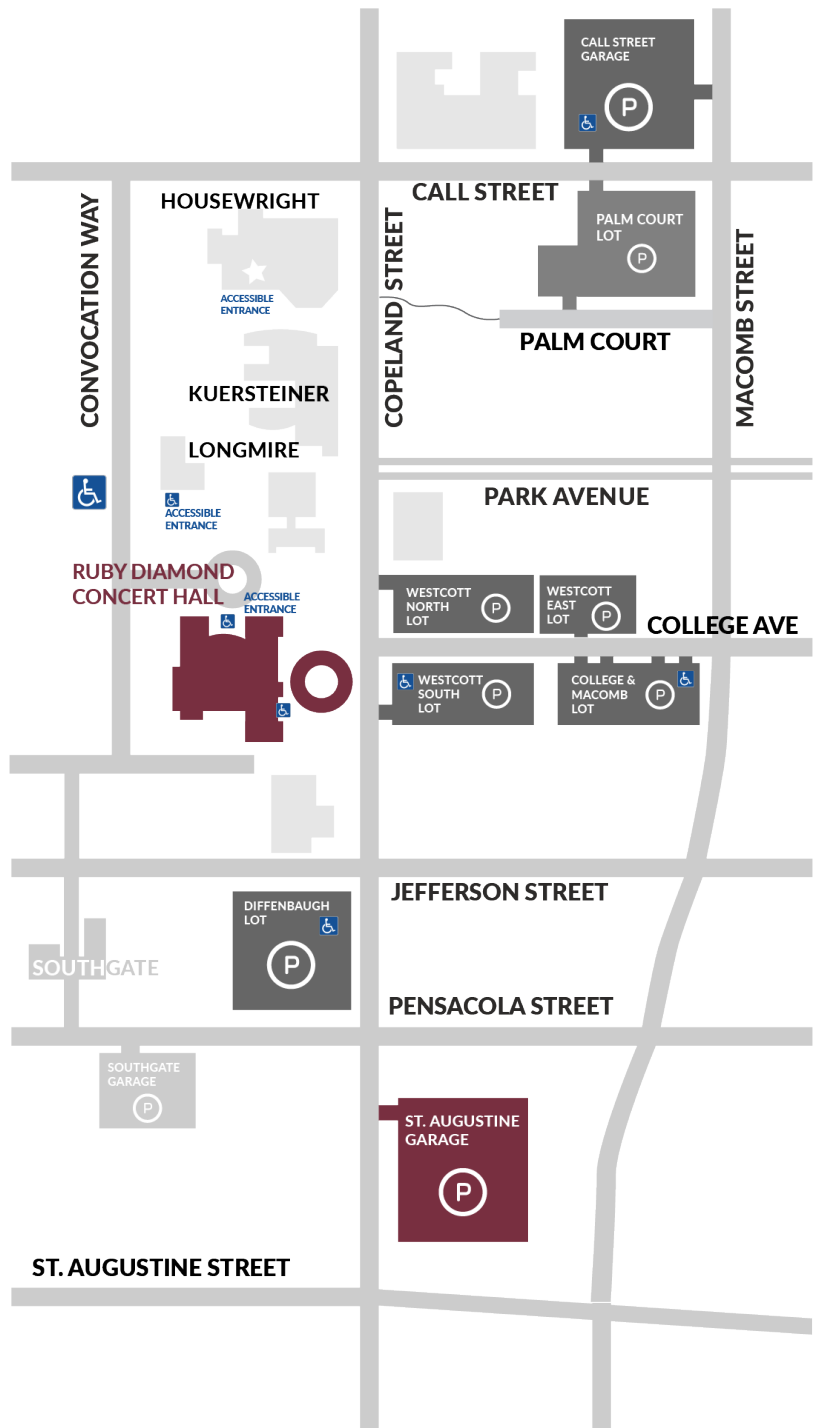 CALL STREET
GARAGE
P
CALL STREET
HOUSEWRIGHT
CONVOCATION WAY
COPELAND STREET
PALM COURT
LOT
P
MACOMB STREET
ACCESSIBLE
ENTRANCE
PALM COURT
KUERSTEINER
LONGMIRE
ACCESSIBLE
ENTRANCE
PARK AVENUE
RUBY DIAMOND
CONCERT HALL
ACCESSIBLE
ENTRANCE
WESTCOTT
NORTH
LOT
P
WESTCOTT
EAST
LOT
P
COLLEGE AVE
WESTCOTT
SOUTH
LOT
P
COLLEGE &
MACOMB
LOT
P
JEFFERSON STREET
DIFFENBAUGH
LOT
P
SOUTHGATE
PENSACOLA STREET
SOUTHGATE
GARAGE
P
ST. AUGUSTINE
GARAGE
P
ST. AUGUSTINE STREET